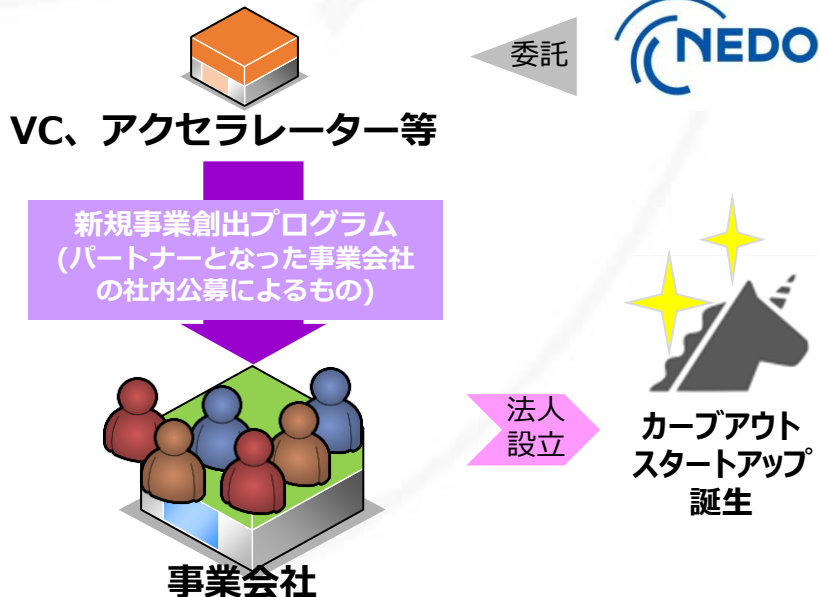 委託
NEDO
VC、アクセラレーター等
新規事業創出プログラム
(パートナーとなった事業会社
の社内公募によるもの)
法人
設立
カーブアウト
スタートアップ
誕生
事業会社